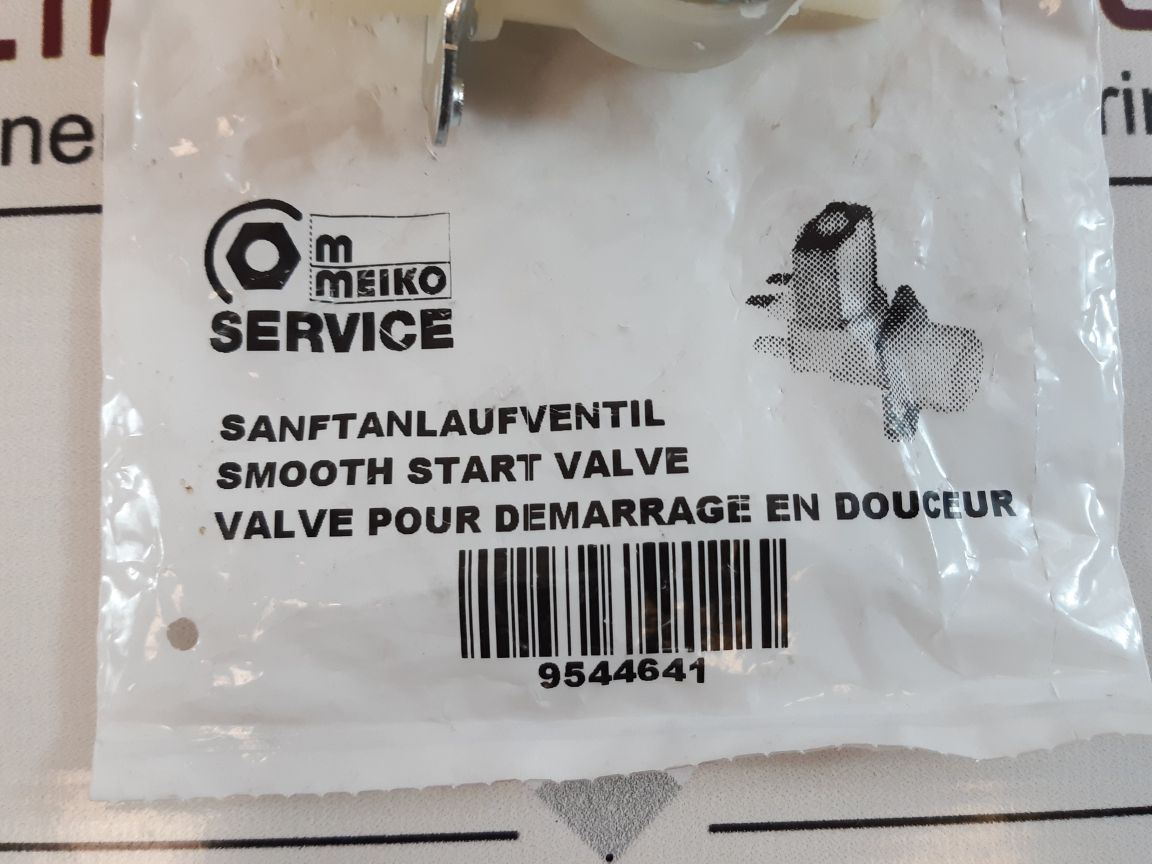 m
MEIKO
SERVICE
SANFTANLAUFVENTIL
SMOOTH START VALVE
VALVE POUR DEMARRAGE EN DOUCEUR
9544641